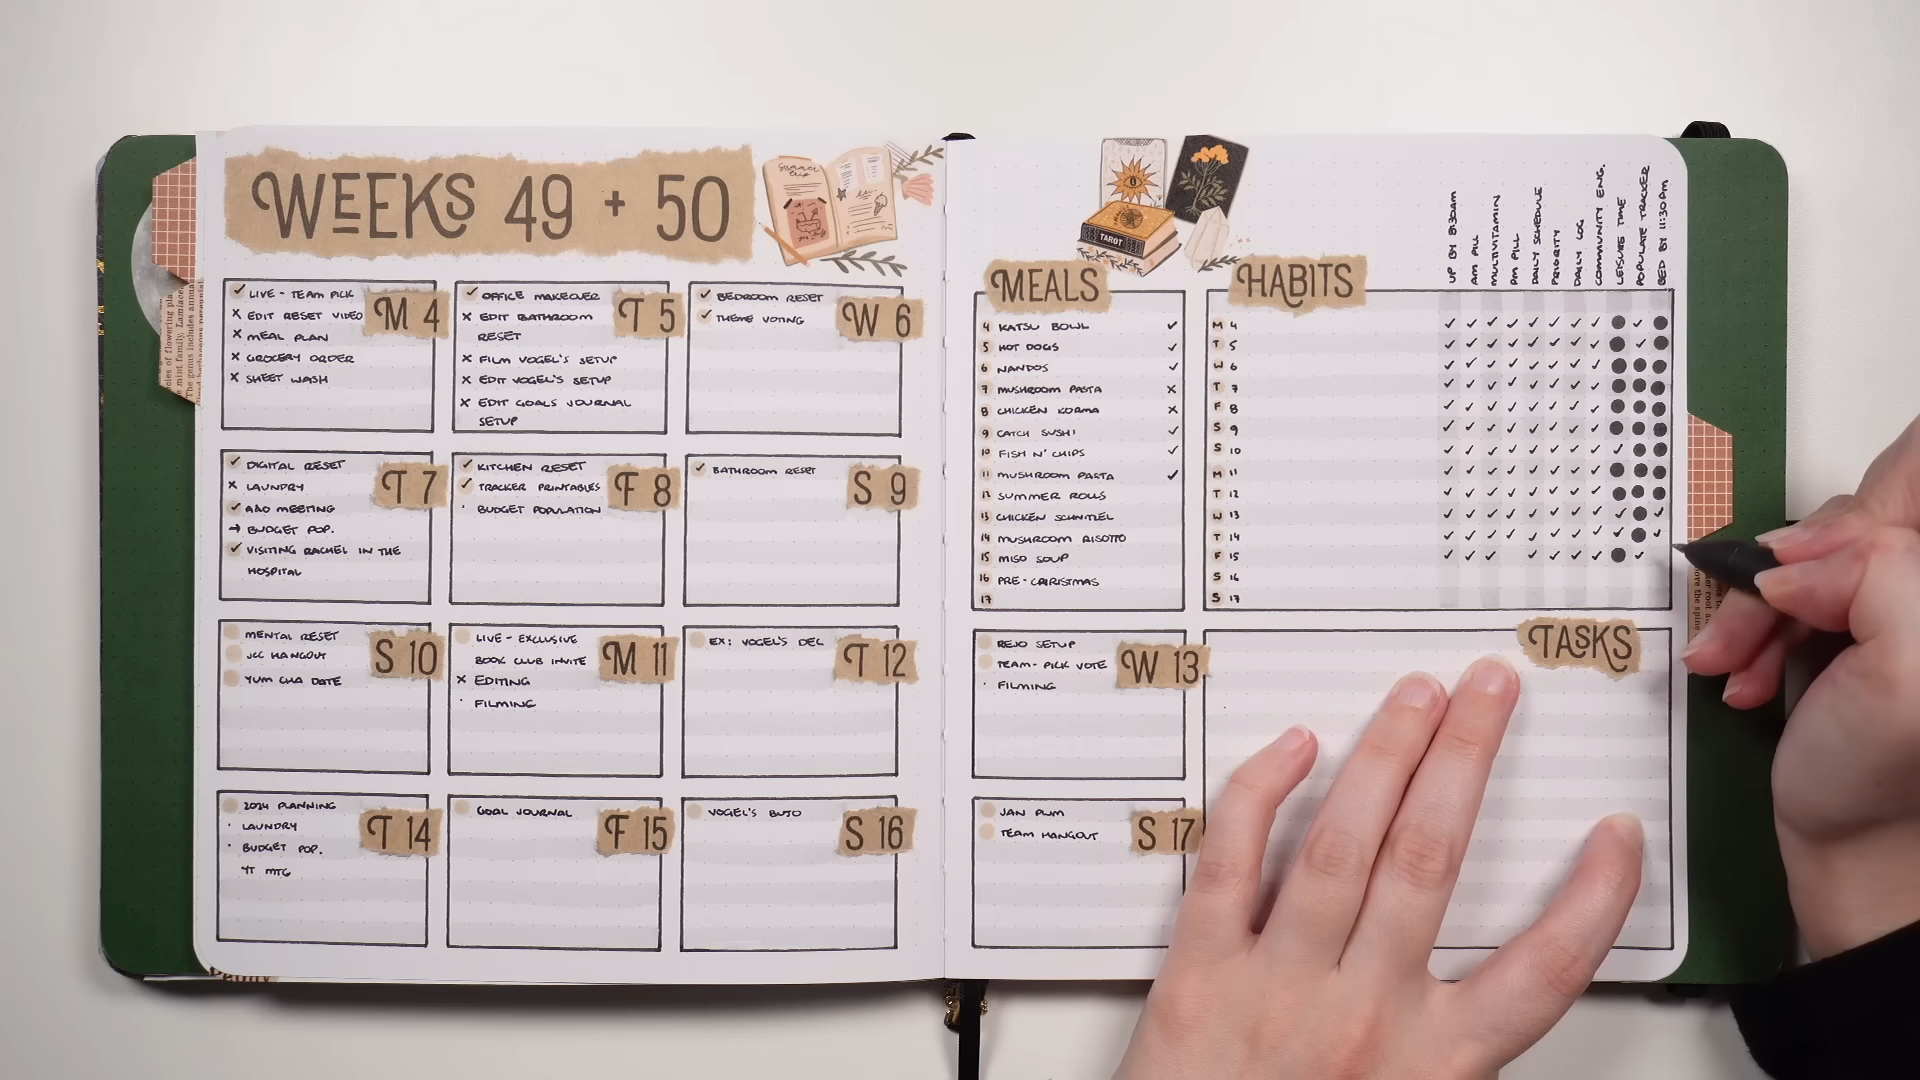 WEEKS 49 + 50
M 4
✓ LIVE - TEAM PICK
× EDIT RESET VIDEO
× MEAL PLAN
× GROCERY ORDER
× SHEET WASH
T 5
✓ OFFICE MAKEOVER
× EDIT BATHROOM
RESET
× FILM VOGEL'S SETUP
× EDIT VOGEL'S SETUP
× EDIT GOALS JOURNAL
SETUP
W 6
✓ BEDROOM RESET
✓ THEME VOTING
T 7
✓ DIGITAL RESET
× LAUNDRY
✓ AAO MEETING
→ BUDGET POP.
✓ VISITING RACHEL IN THE
HOSPITAL
F 8
✓ KITCHEN RESET
✓ TRACKER PRINTABLES
· BUDGET POPULATION
S 9
✓ BATHROOM RESET
S 10
MENTAL RESET
JCC HANGOUT
YUM CHA DATE
M 11
LIVE - EXCLUSIVE
BOOK CLUB INVITE
× EDITING
· FILMING
T 12
EX: VOGEL'S DEL
T 14
2024 PLANNING
· LAUNDRY
· BUDGET POP.
YT MTG
F 15
GOAL JOURNAL
S 16
VOGEL'S BUJO
TAROT
MEALS
4 KATSU BOWL ✓
5 HOT DOGS ✓
6 NANDOS ✓
7 MUSHROOM PASTA ×
8 CHICKEN KORMA ×
9 CATCH SUSHI ✓
10 FISH N' CHIPS ✓
11 MUSHROOM PASTA ✓
12 SUMMER ROLLS
13 CHICKEN SCHNITZEL
14 MUSHROOM RISOTTO
15 MISO SOUP
16 PRE-CHRISTMAS
17
HABITS
UP BY 8:30AM
AM PILL
MULTIVITAMIN
PM PILL
DAILY SCHEDULE
PRIORITY
DAILY LOG
COMMUNITY ENG.
LEISURE TIME
POPULATE TRACKER
BED BY 11:30PM
M 4
T 5
W 6
T 7
F 8
S 9
S 10
M 11
T 12
W 13
T 14
F 15
S 16
S 17
W 13
REJO SETUP
TEAM-PICK VOTE
· FILMING
S 17
JAN PWM
TEAM HANGOUT
TASKS